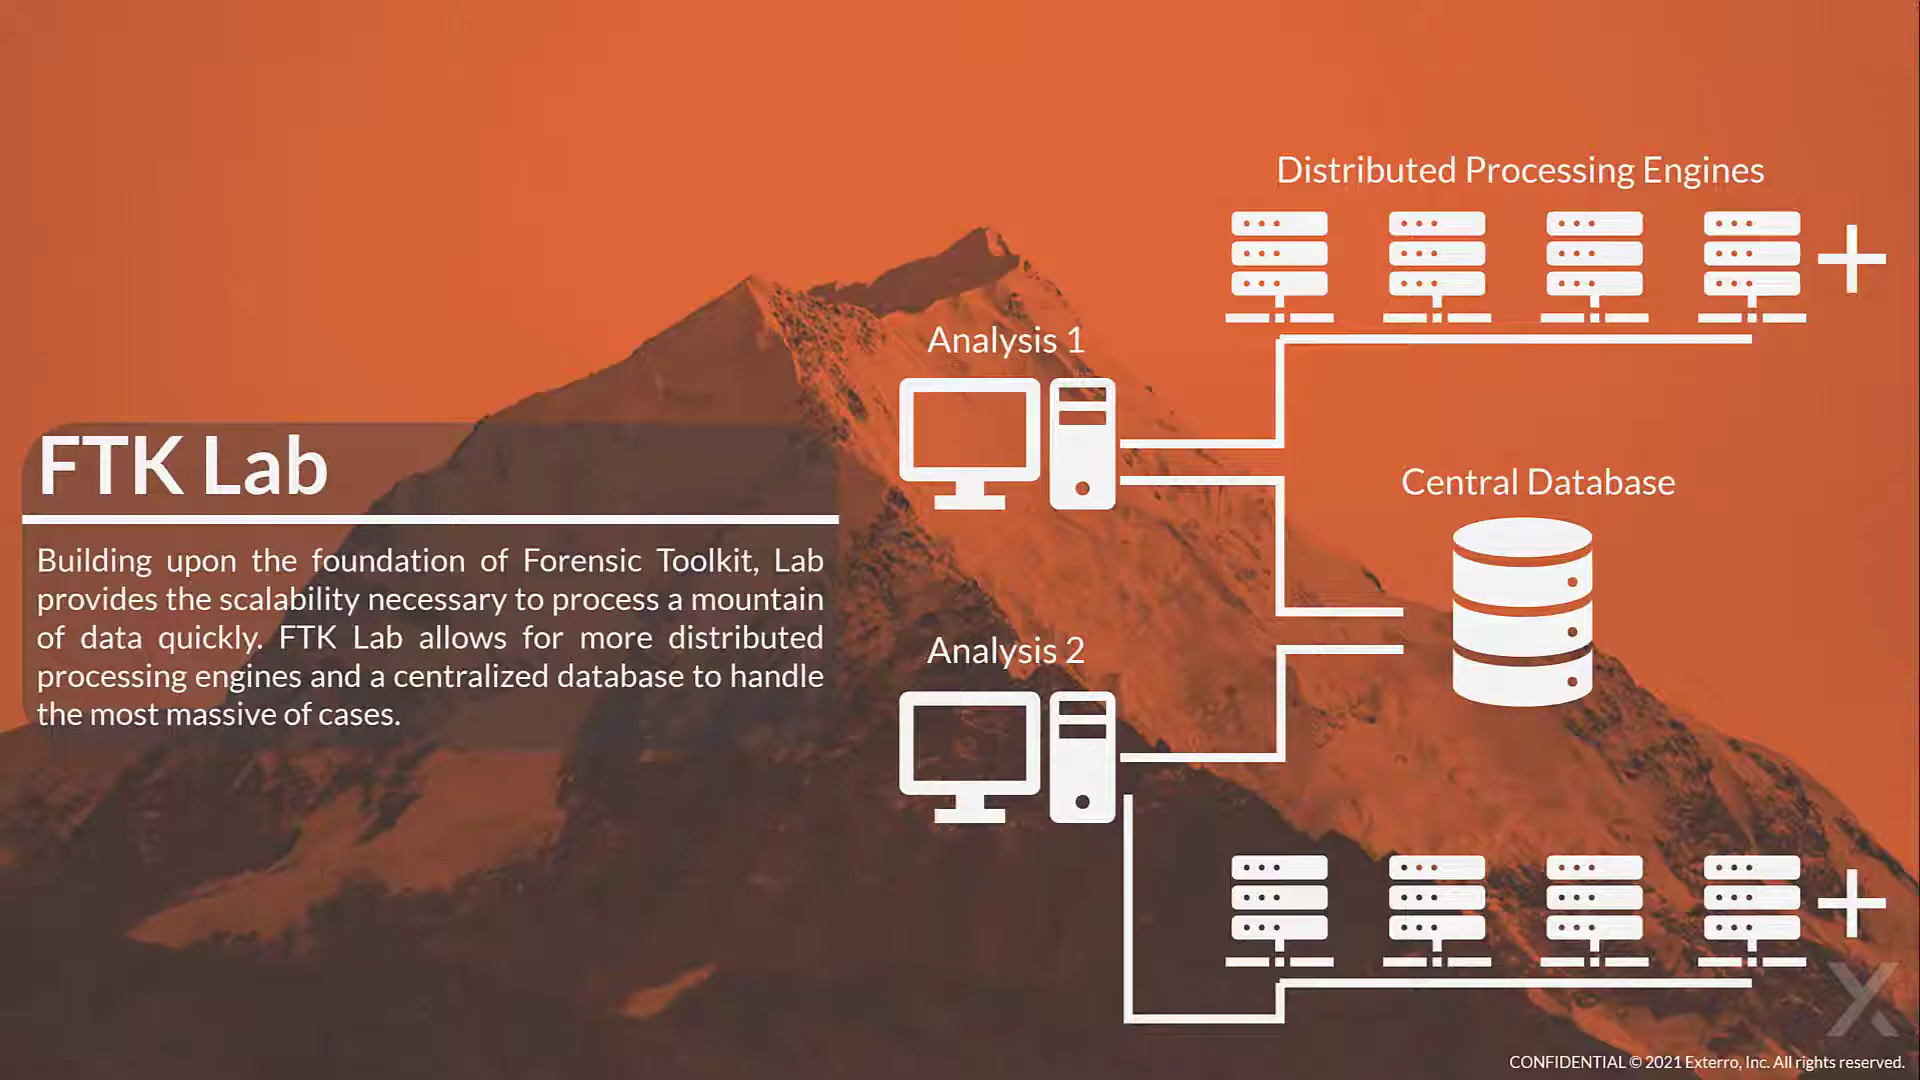 FTK Lab
Building upon the foundation of Forensic Toolkit, Lab
provides the scalability necessary to process a mountain
of data quickly. FTK Lab allows for more distributed
processing engines and a centralized database to handle
the most massive of cases.
Distributed Processing Engines
Analysis 1
Central Database
Analysis 2
CONFIDENTIAL © 2021 Exterro, Inc. All rights reserved.